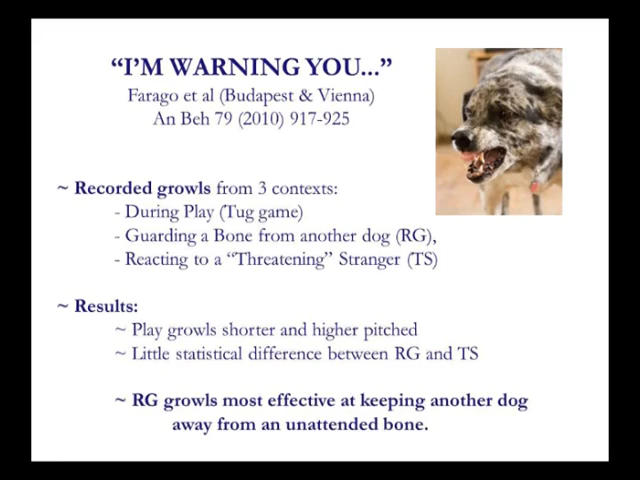 “I’M WARNING YOU...”
Farago et al (Budapest & Vienna)
An Beh 79 (2010) 917-925
~ Recorded growls from 3 contexts:
- During Play (Tug game)
- Guarding a Bone from another dog (RG),
- Reacting to a “Threatening” Stranger (TS)
~ Results:
~ Play growls shorter and higher pitched
~ Little statistical difference between RG and TS
~ RG growls most effective at keeping another dog
away from an unattended bone.